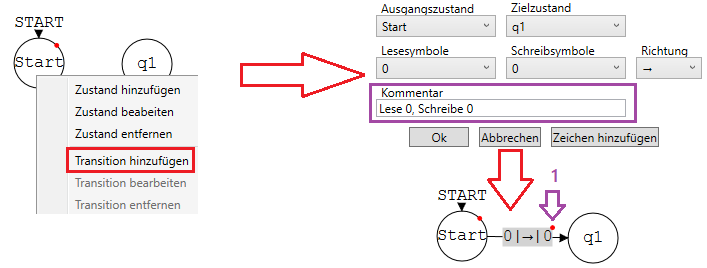 START
Start
q1
Zustand hinzufügen
Zustand beabeiten
Zustand entfernen
Transition hinzufügen
Transition bearbeiten
Transition entfernen
Ausgangszustand Zielzustand
Start q1
Lesesymbole Schreibsymbole Richtung
0 0 →
Kommentar
Lese 0, Schreibe 0
Ok Abbrechen Zeichen hinzufügen
1
START
Start 0|→|0 q1